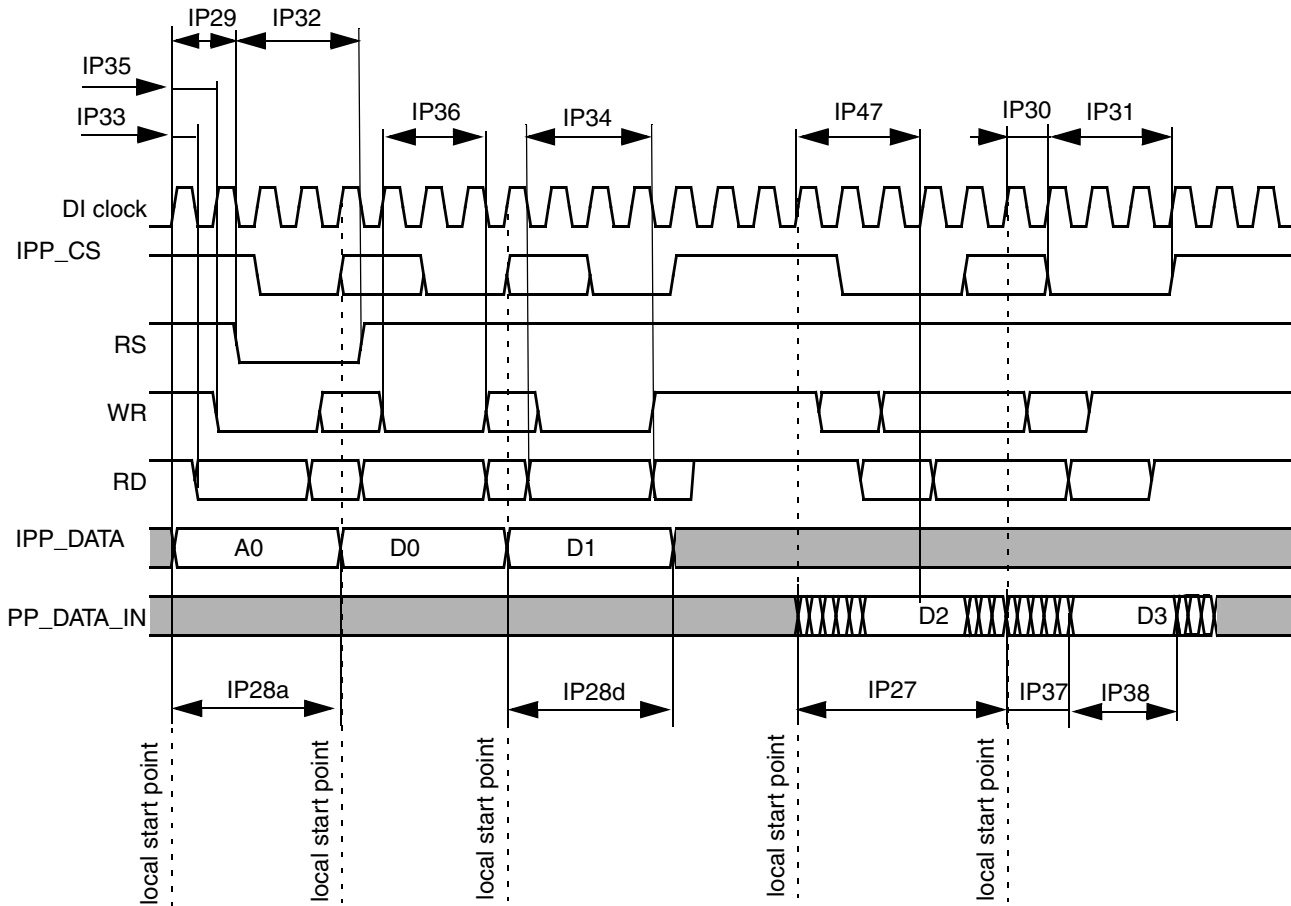 IP29
IP32
IP35
IP33
IP36
IP34
IP47
IP30
IP31
DI clock
IPP_CS
RS
WR
RD
IPP_DATA
A0
D0
D1
PP_DATA_IN
D2
D3
IP28a
IP28d
IP27
IP37
IP38
local start point
local start point
local start point
local start point
local start point